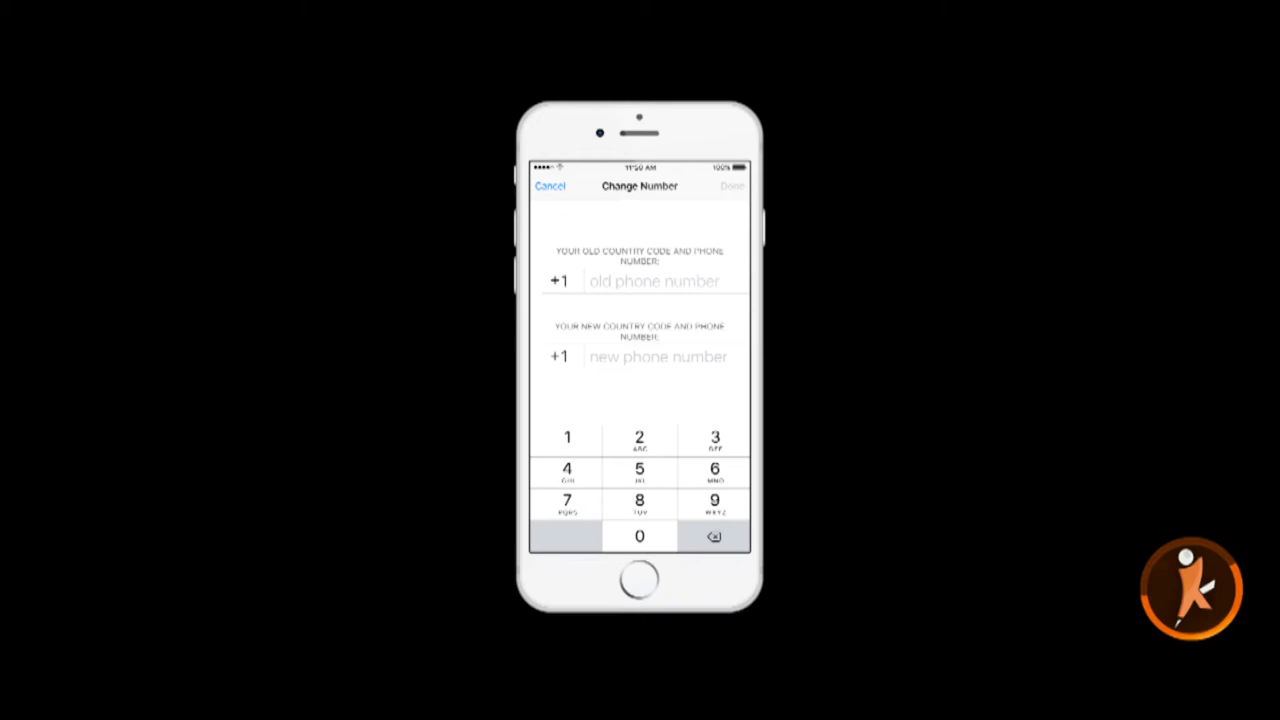 11:50 AM 100%
Cancel Change Number Done
YOUR OLD COUNTRY CODE AND PHONE
NUMBER:
+1 old phone number
YOUR NEW COUNTRY CODE AND PHONE
NUMBER:
+1 new phone number
1 2 3
ABC DEF
4 5 6
GHI JKL MNO
7 8 9
PQRS TUV WXYZ
0